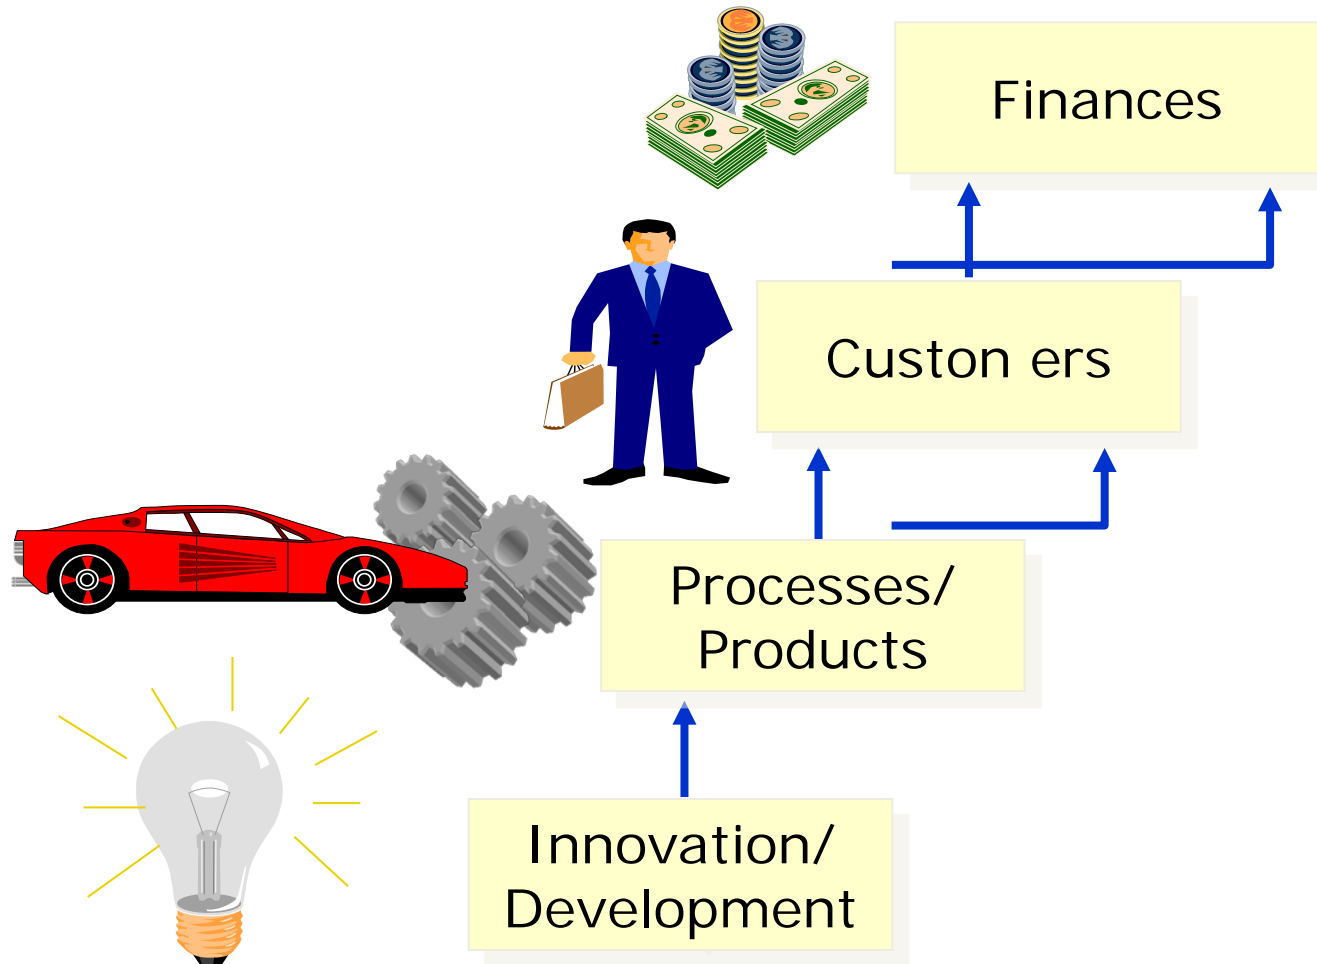 Finances
Custon ers
Processes/
Products
Innovation/
Development